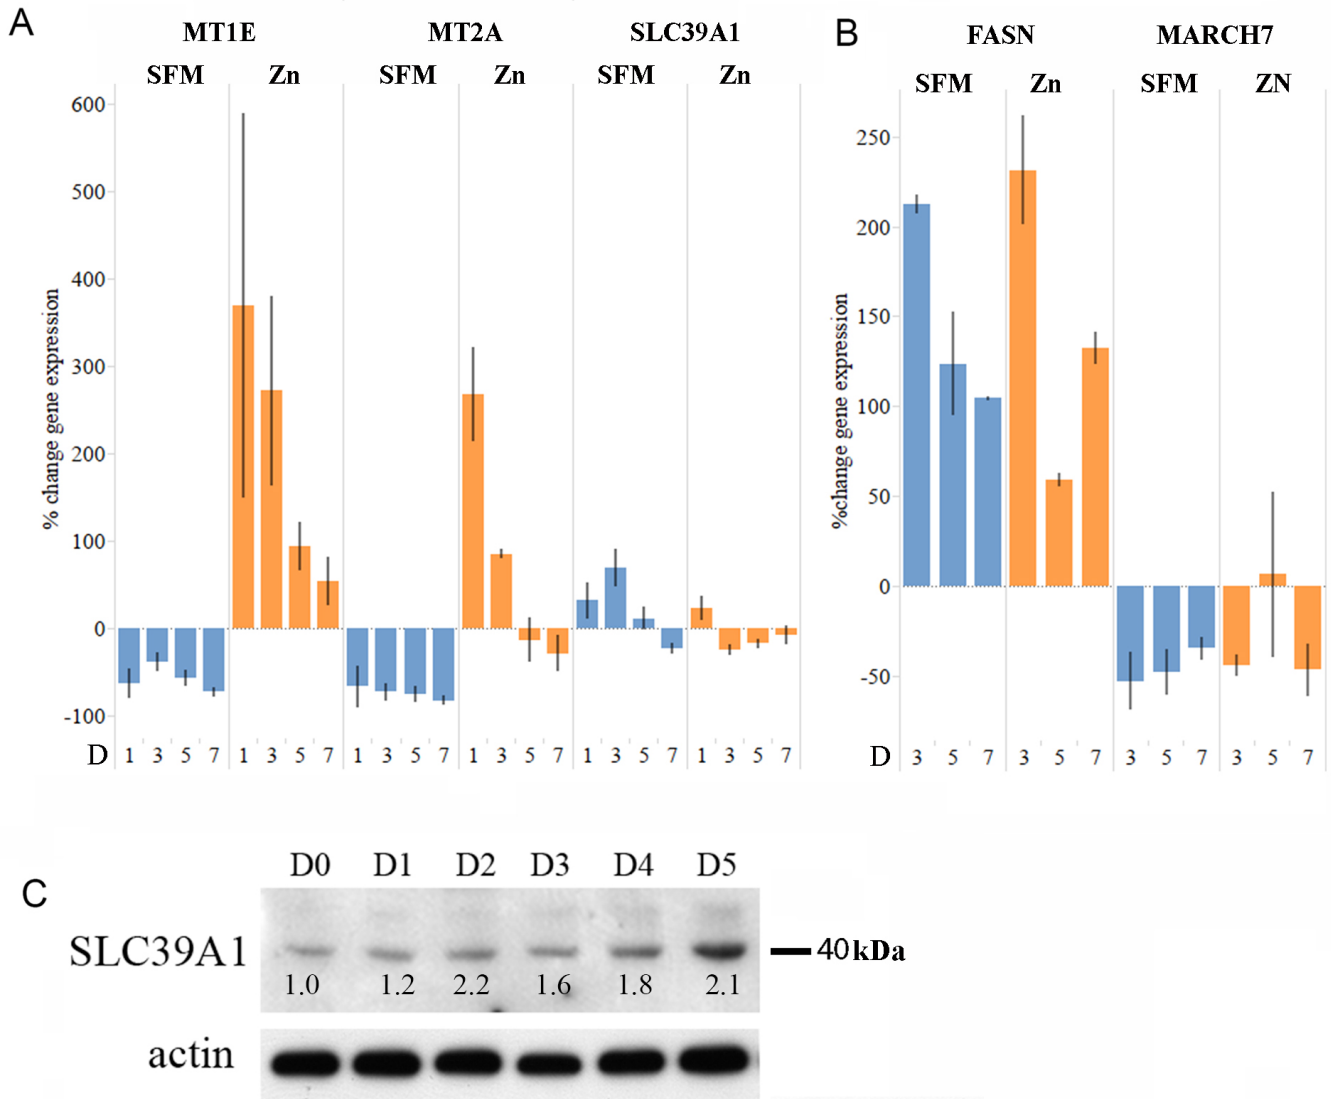 A
MT1E MT2A SLC39A1
SFM Zn SFM Zn SFM Zn
600
500
400
300
200
100
0
-100
% change gene expression
D 1 3 5 7 1 3 5 7 1 3 5 7 1 3 5 7 1 3 5 7 1 3 5 7
B
FASN MARCH7
SFM Zn SFM ZN
250
200
150
100
50
0
-50
%change gene expression
D 3 5 7 3 5 7 3 5 7 3 5 7
C
D0 D1 D2 D3 D4 D5
SLC39A1
40 kDa
1.0 1.2 2.2 1.6 1.8 2.1
actin